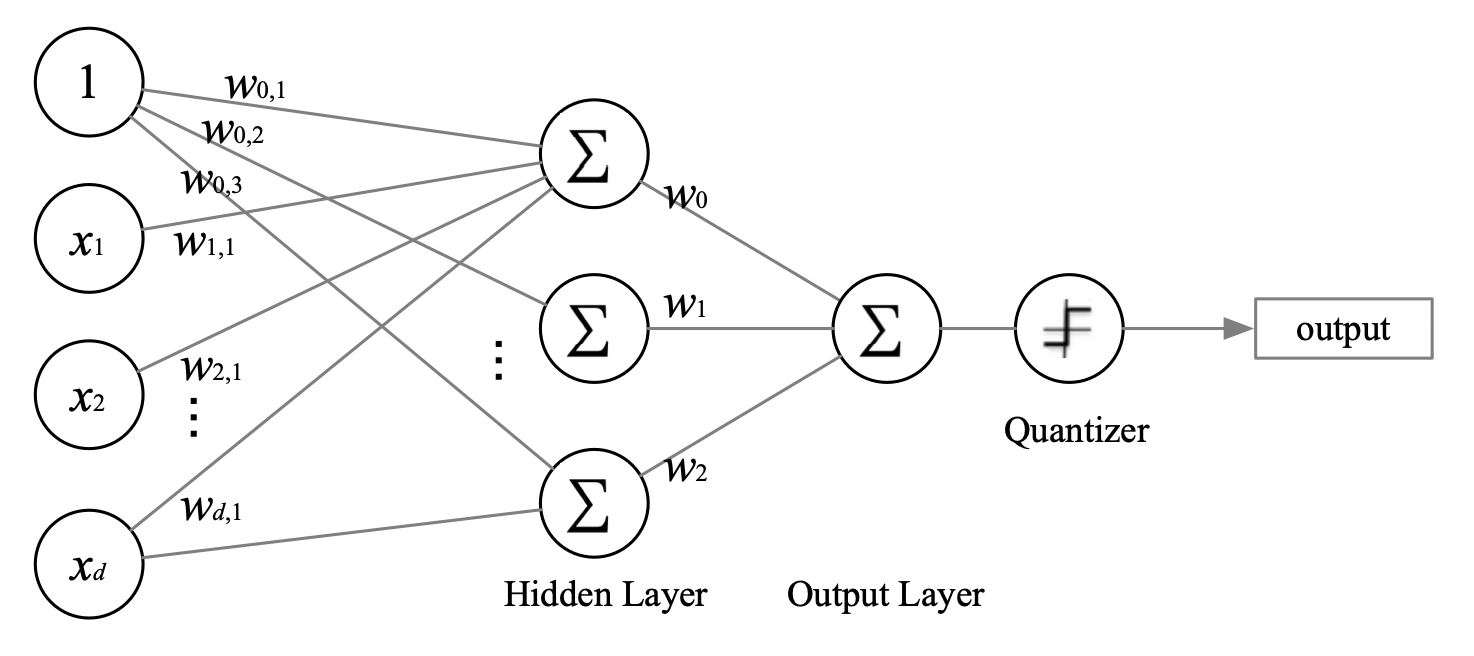 1
w0,1
w0,2
w0,3
x1
w1,1
x2
w2,1
⋮
xd
wd,1
Σ
Σ
⋮
Σ
Hidden Layer
w0
w1
w2
Σ
Output Layer
Quantizer
output